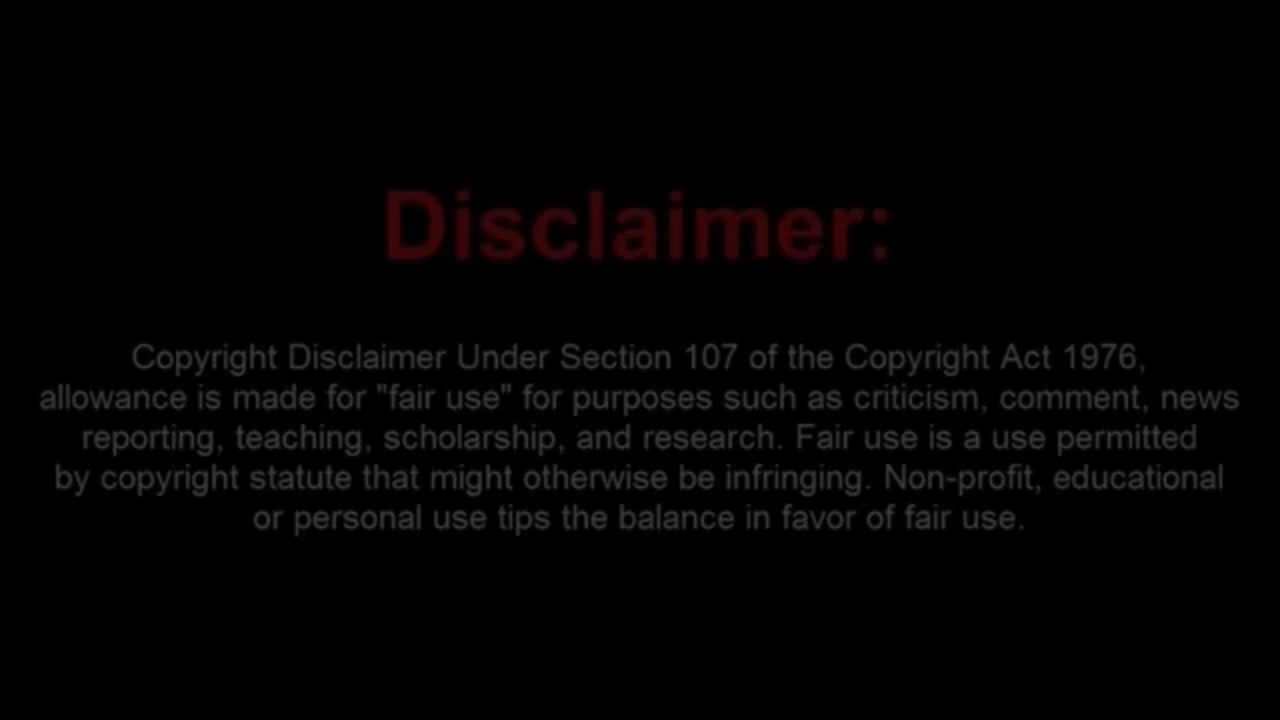 Disclaimer:
Copyright Disclaimer Under Section 107 of the Copyright Act 1976,
allowance is made for "fair use" for purposes such as criticism, comment, news
reporting, teaching, scholarship, and research. Fair use is a use permitted
by copyright statute that might otherwise be infringing. Non-profit, educational
or personal use tips the balance in favor of fair use.